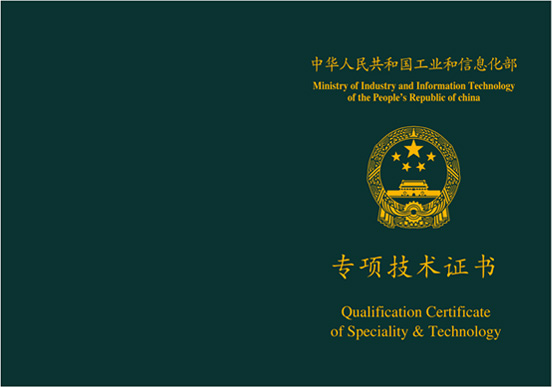 中华人民共和国工业和信息化部
Ministry of Industry and Information Technology
of the People's Republic of china
专项技术证书
Qualification Certificate
of Speciality & Technology